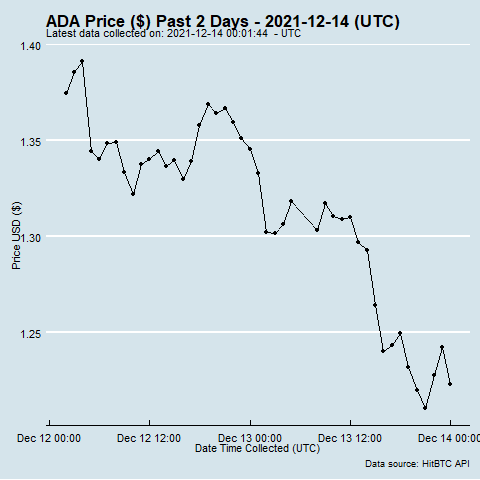 ADA Price ($) Past 2 Days - 2021-12-14 (UTC)
Latest data collected on: 2021-12-14 00:01:44 - UTC
1.40
1.35
1.30
1.25
Price USD ($)
Dec 12 00:00 Dec 12 12:00 Dec 13 00:00 Dec 13 12:00 Dec 14 00:00
Date Time Collected (UTC)
Data source: HitBTC API